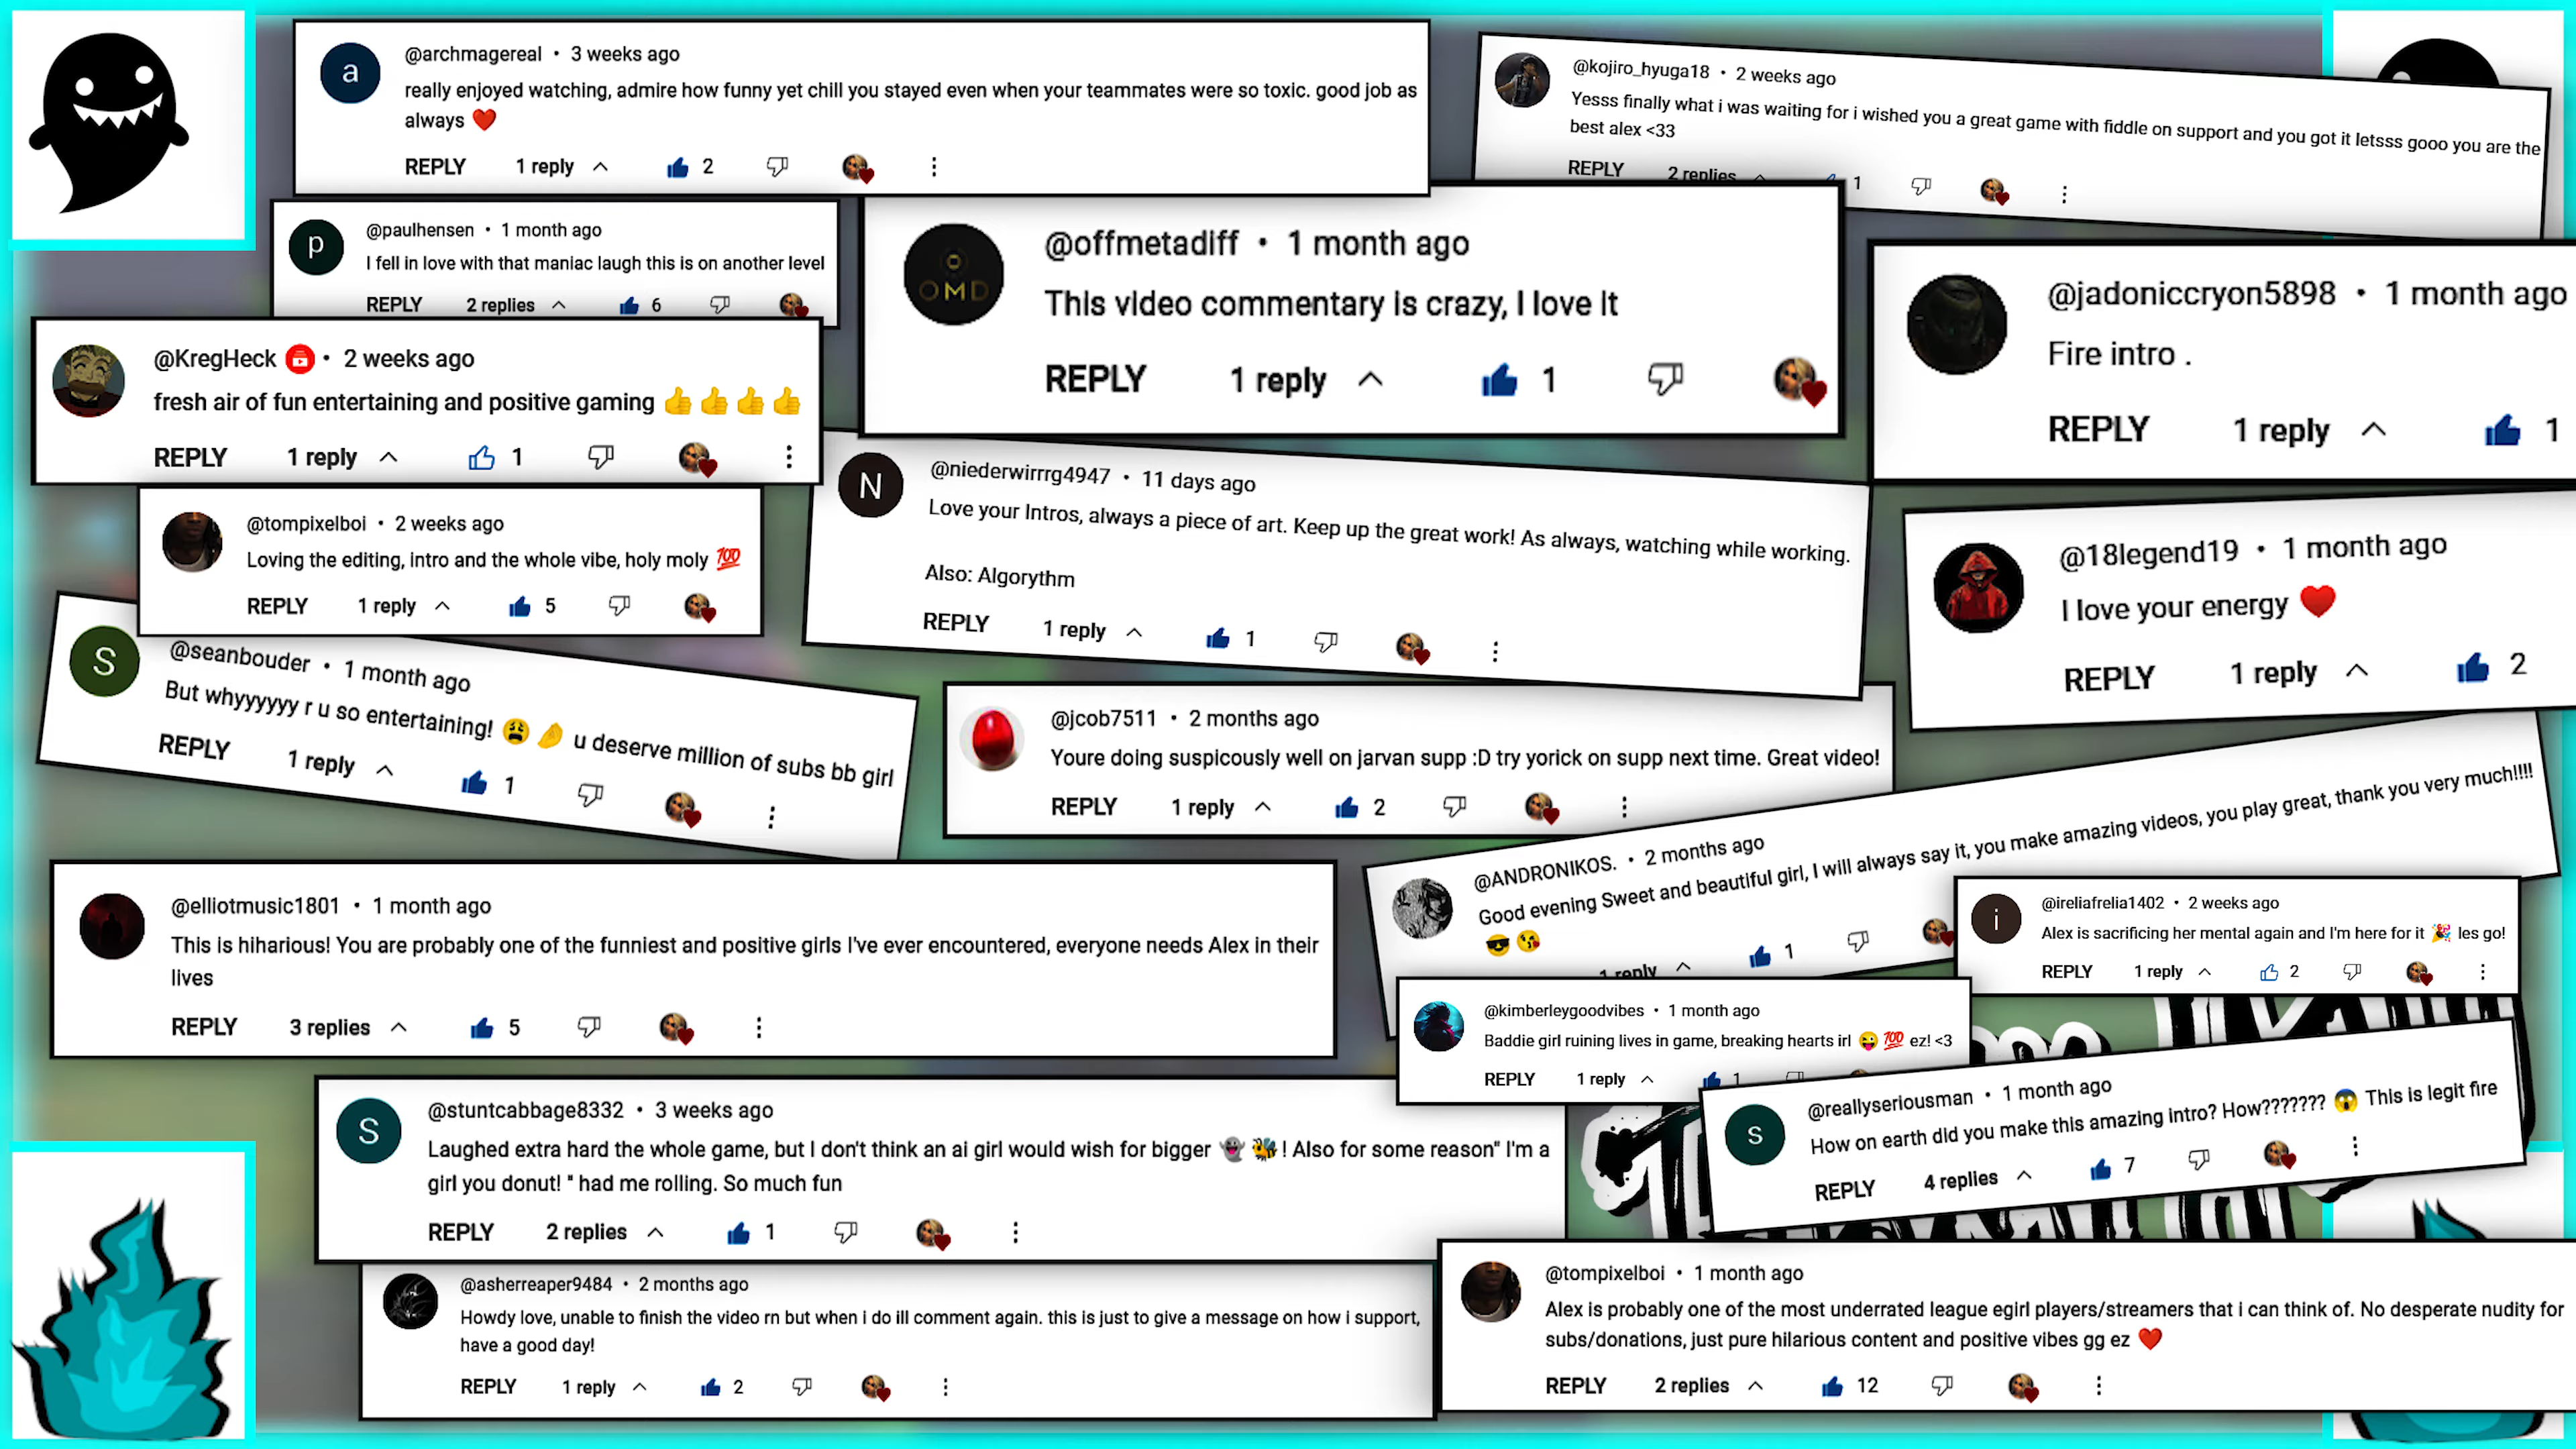 a
@archmagereal • 3 weeks ago
really enjoyed watching, admire how funny yet chill you stayed even when your teammates were so toxic. good job as
always ❤️
REPLY 1 reply 2
@kojiro_hyuga18 • 2 weeks ago
Yesss finally what i was waiting for i wished you a great game with fiddle on support and you got it letsss gooo you are the
best alex <33
REPLY 2 replies 1
p
@paulhensen • 1 month ago
I fell in love with that maniac laugh this is on another level
REPLY 2 replies 6
OMD
@offmetadiff • 1 month ago
This video commentary is crazy, I love it
REPLY 1 reply 1
@jadoniccryon5898 • 1 month ago
Fire intro .
REPLY 1 reply 1
@KregHeck • 2 weeks ago
fresh air of fun entertaining and positive gaming 👍👍👍👍
REPLY 1 reply 1
N
@niederwirrrg4947 • 11 days ago
Love your Intros, always a piece of art. Keep up the great work! As always, watching while working.
Also: Algorythm
REPLY 1 reply 1
@tompixelboi • 2 weeks ago
Loving the editing, intro and the whole vibe, holy moly 💯
REPLY 1 reply 5
@18legend19 • 1 month ago
I love your energy ❤️
REPLY 1 reply 2
S
@seanbouder • 1 month ago
But whyyyyyy r u so entertaining! 😩🤌 u deserve million of subs bb girl
REPLY 1 reply 1
@jcob7511 • 2 months ago
Youre doing suspicously well on jarvan supp :D try yorick on supp next time. Great video!
REPLY 1 reply 2
@ANDRONIKOS. • 2 months ago
Good evening Sweet and beautiful girl, I will always say it, you make amazing videos, you play great, thank you very much!!!!
😎😘
1 reply 1
@elliotmusic1801 • 1 month ago
This is hiharious! You are probably one of the funniest and positive girls I've ever encountered, everyone needs Alex in their
lives
REPLY 3 replies 5
i
@ireliafrelia1402 • 2 weeks ago
Alex is sacrificing her mental again and I'm here for it 🎉 les go!
REPLY 1 reply 2
@kimberleygoodvibes • 1 month ago
Baddie girl ruining lives in game, breaking hearts irl 😜💯 ez! <3
REPLY 1 reply 1
s
@reallyseriousman • 1 month ago
How on earth did you make this amazing intro? How??????? 😱 This is legit fire
REPLY 4 replies 7
S
@stuntcabbage8332 • 3 weeks ago
Laughed extra hard the whole game, but I don't think an ai girl would wish for bigger 👻🐝! Also for some reason" I'm a
girl you donut! " had me rolling. So much fun
REPLY 2 replies 1
@asherreaper9484 • 2 months ago
Howdy love, unable to finish the video rn but when i do ill comment again. this is just to give a message on how i support,
have a good day!
REPLY 1 reply 2
@tompixelboi • 1 month ago
Alex is probably one of the most underrated league egirl players/streamers that i can think of. No desperate nudity for
subs/donations, just pure hilarious content and positive vibes gg ez ❤️
REPLY 2 replies 12